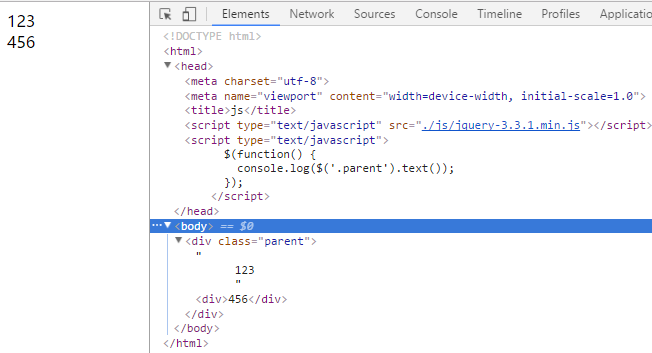 123
456
Elements Network Sources Console Timeline Profiles Application
<!DOCTYPE html>
<html>
<head>
<meta charset="utf-8">
<meta name="viewport" content="width=device-width, initial-scale=1.0">
<title>js</title>
<script type="text/javascript" src="./js/jquery-3.3.1.min.js"></script>
<script type="text/javascript">
$(function() {
console.log($('.parent').text());
});
</script>
</head>
...<body> == $0
<div class="parent">
"
123
"
<div>456</div>
</div>
</body>
</html>